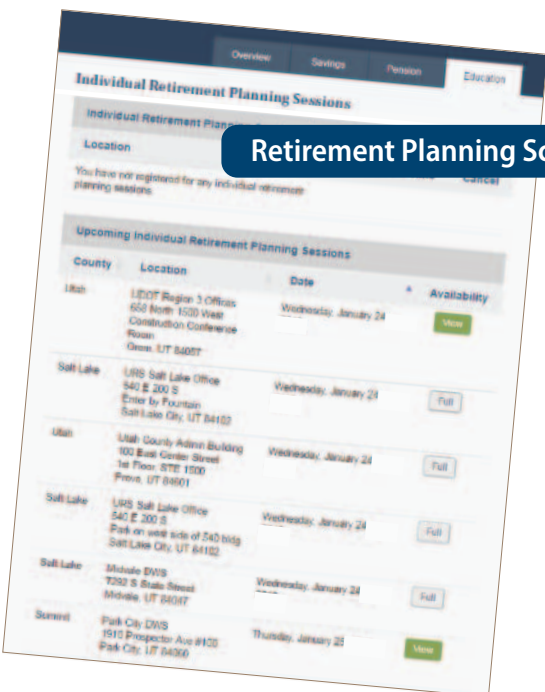 Overview Savings Pension Education
Individual Retirement Planning Sessions
Individual Retirement Plan
Retirement Planning Sc
Location Cancel
You have not registered for any individual retirement
planning sessions.
Upcoming Individual Retirement Planning Sessions
County Location Date Availability
Utah UDOT Region 3 Offices Wednesday, January 24 View
658 North 1500 West
Construction Conference
Room
Orem, UT 84057
Salt Lake URS Salt Lake Office Wednesday, January 24 Full
540 E 200 S
Enter by Fountain
Salt Lake City, UT 84102
Utah Utah County Admin Building Wednesday, January 24 Full
100 East Center Street
1st Floor, STE 1500
Provo, UT 84601
Salt Lake URS Salt Lake Office Wednesday, January 24 Full
540 E 200 S
Park on west side of 540 bldg
Salt Lake City, UT 84102
Salt Lake Midvale DWS Wednesday, January 24 Full
7292 S State Street
Midvale, UT 84047
Summit Park City DWS Thursday, January 25 View
1910 Prospector Ave #100
Park City, UT 84060